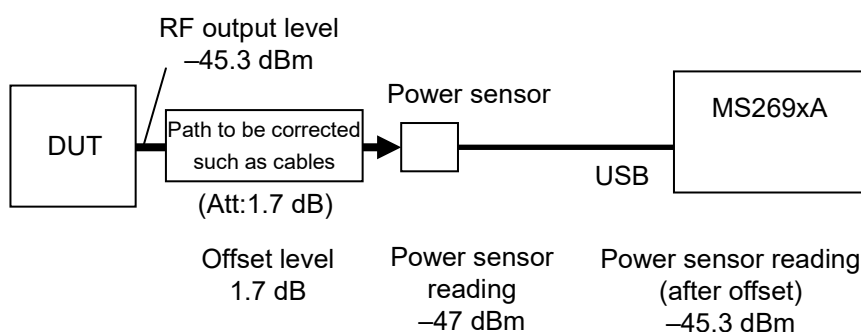 RF output level
–45.3 dBm
DUT
Path to be corrected
such as cables
(Att:1.7 dB)
Power sensor
USB
MS269xA
Offset level
1.7 dB
Power sensor
reading
–47 dBm
Power sensor reading
(after offset)
–45.3 dBm